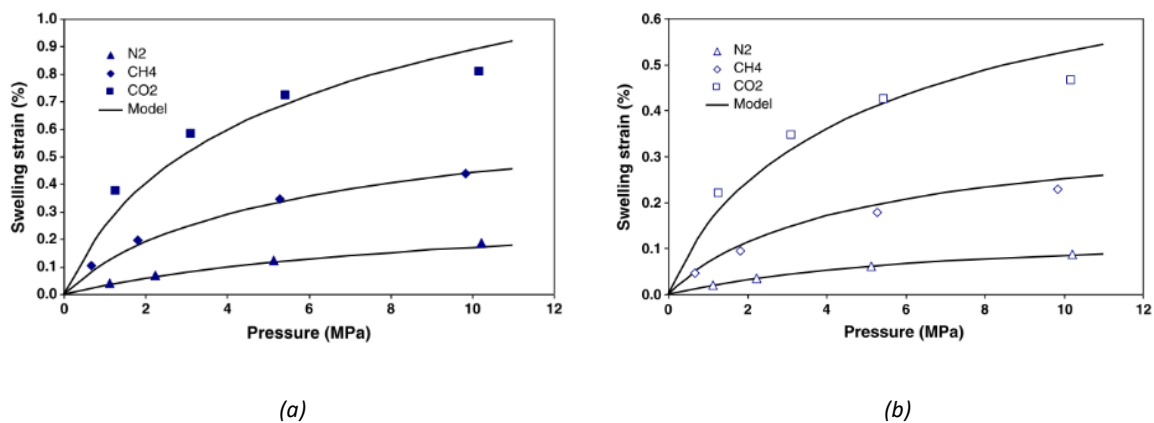 1.0
0.9
0.8
0.7
0.6
0.5
0.4
0.3
0.2
0.1
0.0
Swelling strain (%)
N2
CH4
CO2
Model
0 2 4 6 8 10 12
Pressure (MPa)
(a)
0.6
0.5
0.4
0.3
0.2
0.1
0.0
Swelling strain (%)
N2
CH4
CO2
Model
0 2 4 6 8 10 12
Pressure (MPa)
(b)